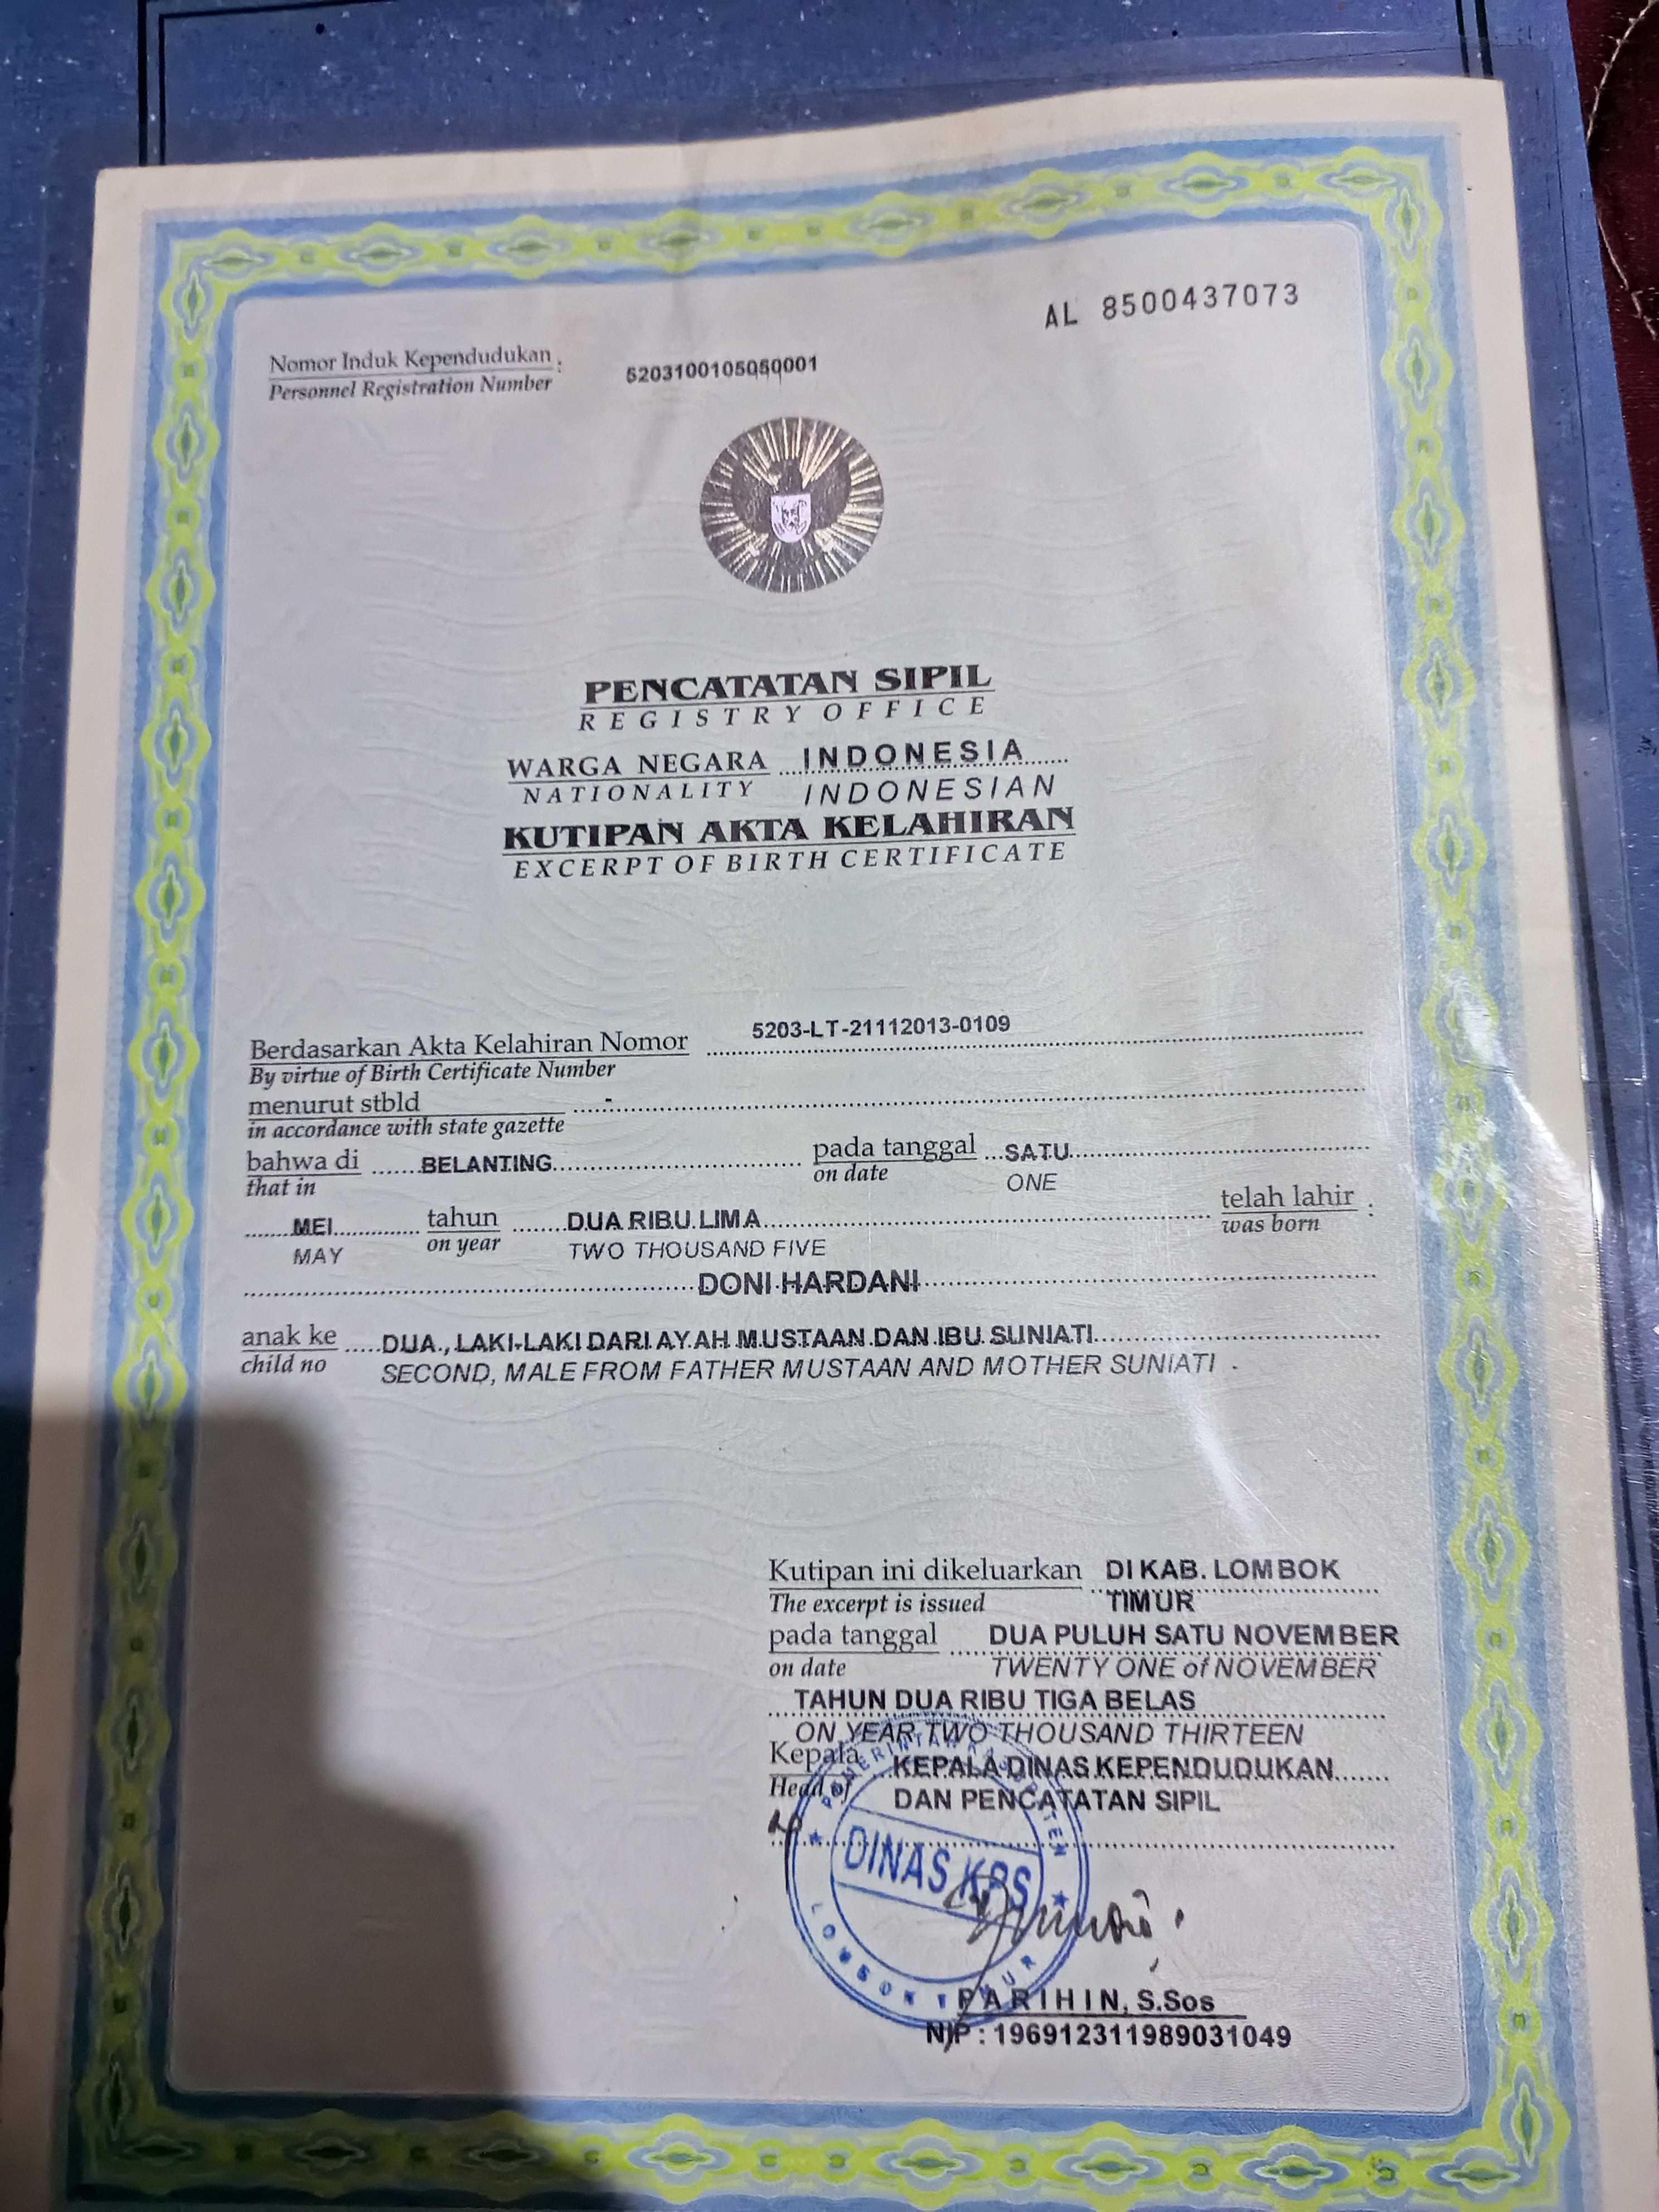 AL 8500437073
Nomor Induk Kependudukan :
Personnel Registration Number
5203100105050001
PENCATATAN SIPIL
REGISTRY OFFICE
WARGA NEGARA INDONESIA
NATIONALITY INDONESIAN
KUTIPAN AKTA KELAHIRAN
EXCERPT OF BIRTH CERTIFICATE
Berdasarkan Akta Kelahiran Nomor 5203-LT-21112013-0109
By virtue of Birth Certificate Number
menurut stbld -
in accordance with state gazette
bahwa di BELANTING pada tanggal SATU
that in on date ONE
MEI tahun DUA RIBU LIMA telah lahir :
MAY on year TWO THOUSAND FIVE was born
DONI HARDANI
anak ke DUA., LAKI-LAKI DARI AYAH MUSTAAN DAN IBU SUNIATI
child no SECOND, MALE FROM FATHER MUSTAAN AND MOTHER SUNIATI .
Kutipan ini dikeluarkan DI KAB. LOMBOK
The excerpt is issued TIMUR
pada tanggal DUA PULUH SATU NOVEMBER
on date TWENTY ONE of NOVEMBER
TAHUN DUA RIBU TIGA BELAS
ON YEAR TWO THOUSAND THIRTEEN
Kepala KEPALA DINAS KEPENDUDUKAN
Head of DAN PENCATATAN SIPIL
PEMERINTAH KABUPATEN
DINAS KPS
LOMBOK TIMUR
PARIHIN, S.Sos
NIP : 196912311989031049